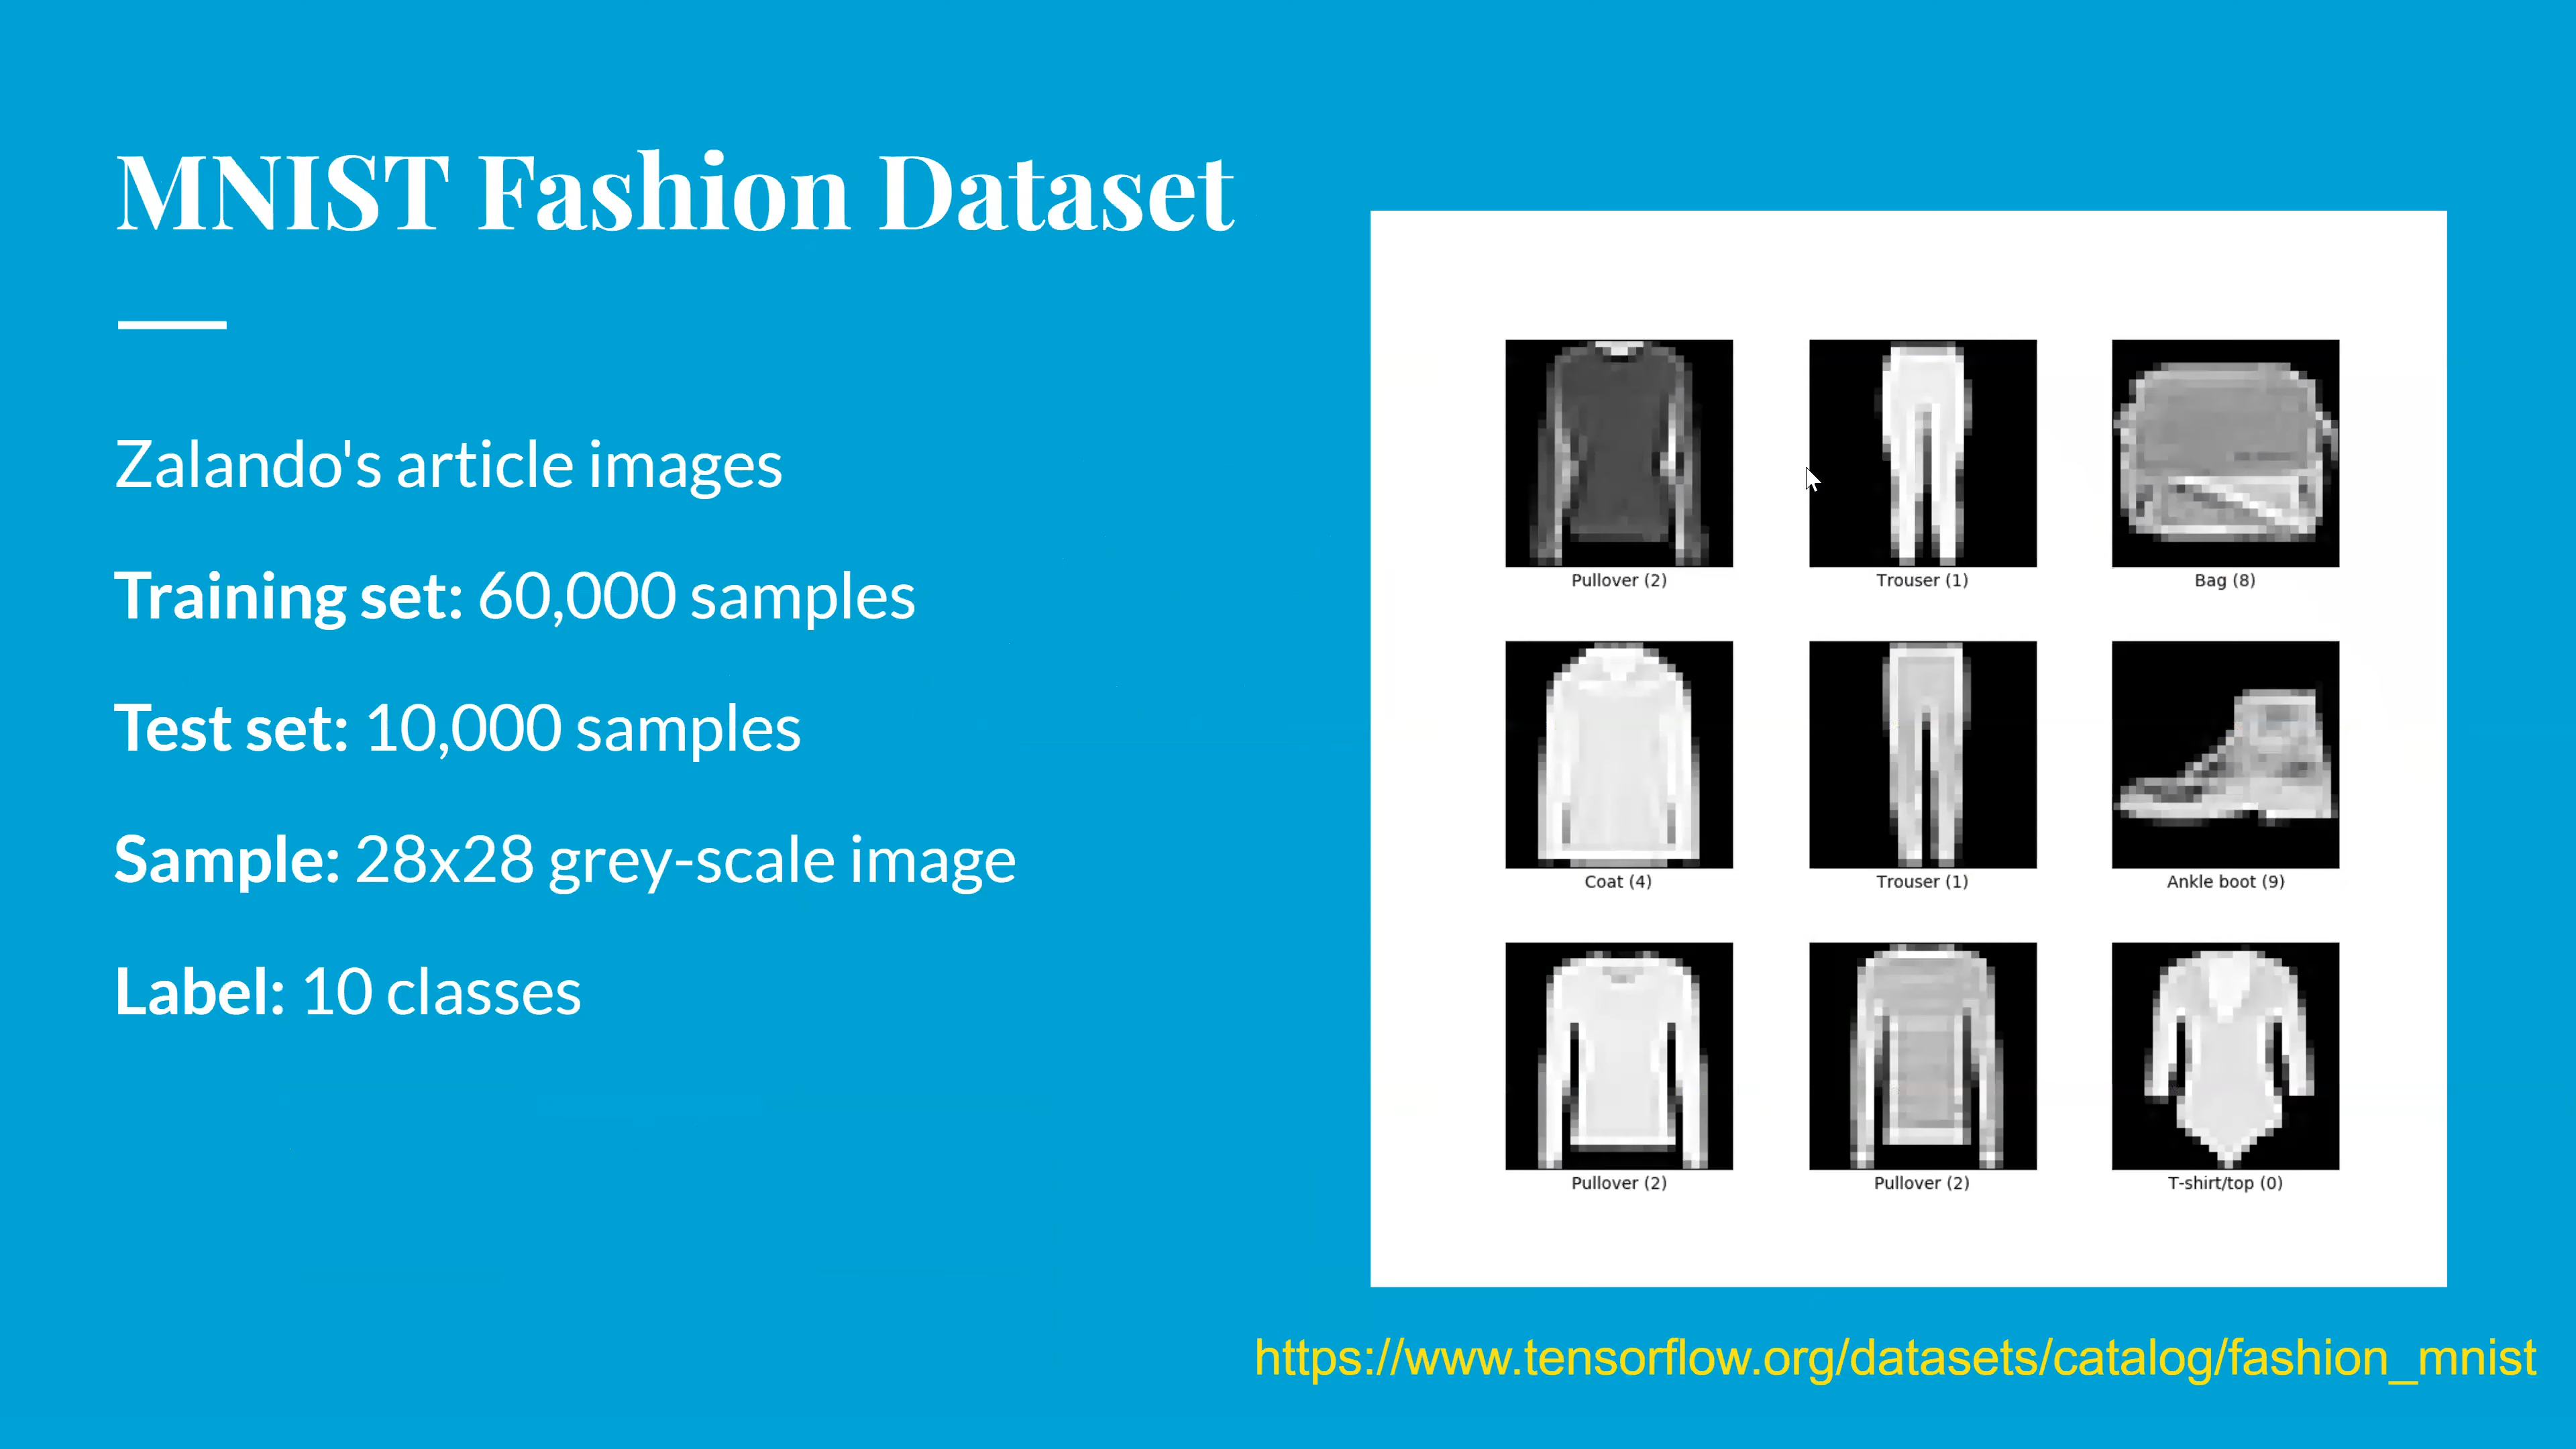 MNIST Fashion Dataset
Zalando's article images
Training set: 60,000 samples
Test set: 10,000 samples
Sample: 28x28 grey-scale image
Label: 10 classes
Pullover (2)
Trouser (1)
Bag (8)
Coat (4)
Trouser (1)
Ankle boot (9)
Pullover (2)
Pullover (2)
T-shirt/top (0)
https://www.tensorflow.org/datasets/catalog/fashion_mnist